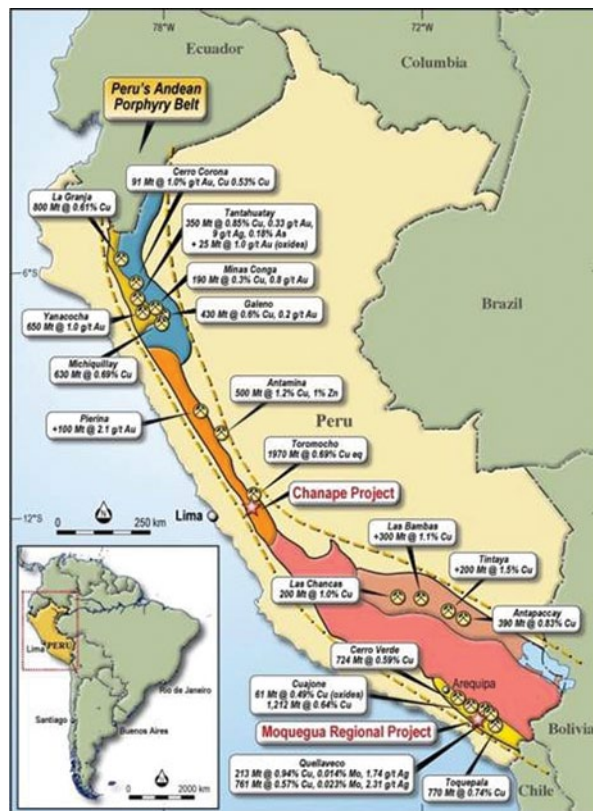 78°W
72°W
Ecuador
Columbia
Peru's Andean
Porphyry Belt
Cerro Corona
91 Mt @ 1.0% g/t Au, Cu 0.53% Cu
La Granja
800 Mt @ 0.61% Cu
Tantahuatay
350 Mt @ 0.85% Cu, 0.33 g/t Au,
9 g/t Ag, 0.18% As
+ 25 Mt @ 1.0 g/t Au (oxides)
6°S
Minas Conga
190 Mt @ 0.3% Cu, 0.8 g/t Au
Brazil
Yanacocha
650 Mt @ 1.0 g/t Au
Galeno
430 Mt @ 0.6% Cu, 0.2 g/t Au
Michiquillay
630 Mt @ 0.69% Cu
Antamina
500 Mt @ 1.2% Cu, 1% Zn
Pierina
+100 Mt @ 2.1 g/t Au
Peru
Toromocho
1970 Mt @ 0.69% Cu eq
Chanape Project
Lima
12°S
N
0 250 km
Las Bambas
+300 Mt @ 1.1% Cu
Tintaya
+200 Mt @ 1.5% Cu
Las Chancas
200 Mt @ 1.0% Cu
Antapaccay
390 Mt @ 0.83% Cu
Cerro Verde
724 Mt @ 0.59% Cu
Arequipa
Cuajone
61 Mt @ 0.49% Cu (oxides)
1,212 Mt @ 0.64% Cu
Moquegua Regional Project
Bolivia
Quellaveco
213 Mt @ 0.94% Cu, 0.014% Mo, 1.74 g/t Ag
761 Mt @ 0.57% Cu, 0.023% Mo, 2.31 g/t Ag
Toquepala
770 Mt @ 0.74% Cu
Chile
Lima
PERU
Rio de Janeiro
Santiago
Buenos Aires
N
0 2000 km